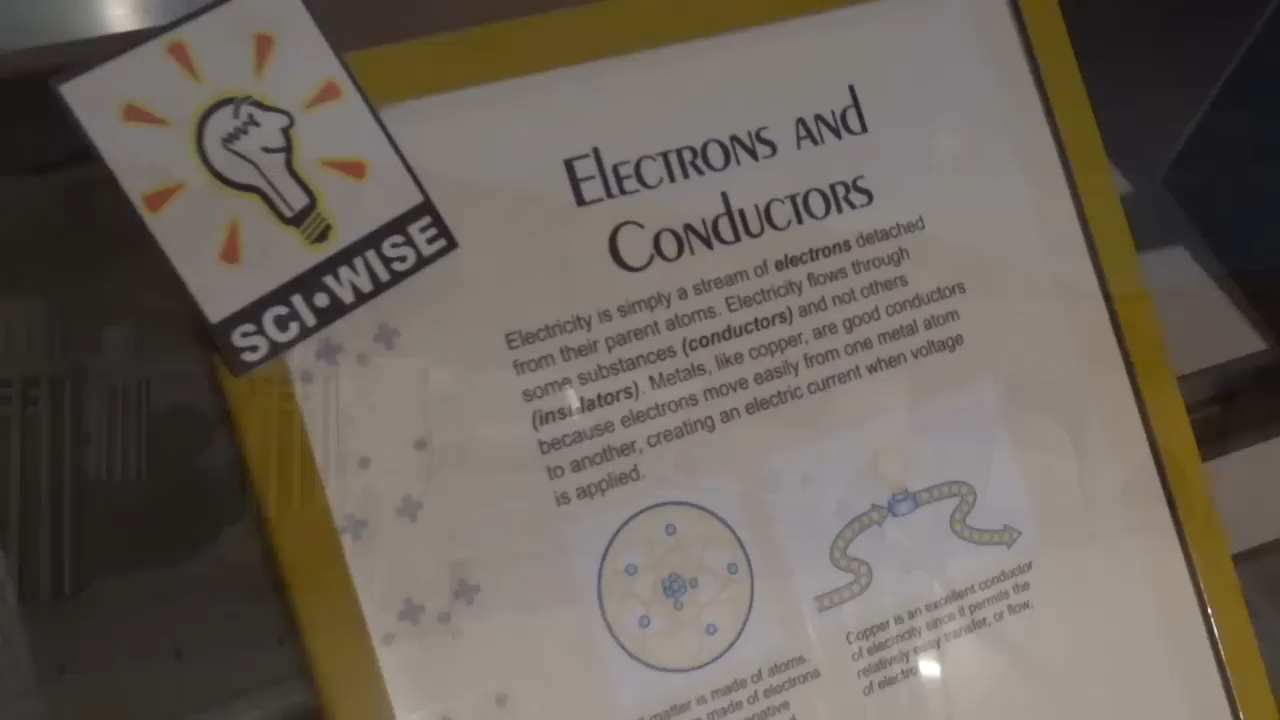 SCI•WISE
ELECTRONS AND
CONDUCTORS
Electricity is simply a stream of electrons detached
from their parent atoms. Electricity flows through
some substances (conductors) and not others
(insulators). Metals, like copper, are good conductors
because electrons move easily from one metal atom
to another, creating an electric current when voltage
is applied.
matter is made of atoms.
made of electrons
Copper is an excellent conductor
of electricity since it permits the
relatively easy transfer, or flow,
of